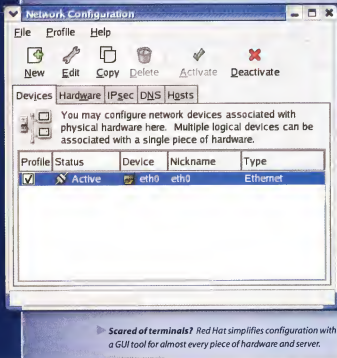 Network Configuration
File Profile Help
New Edit Copy Delete Activate Deactivate
Devices Hardware IPsec DNS Hosts
You may configure network devices associated with
physical hardware here. Multiple logical devices can be
associated with a single piece of hardware.
Profile Status Device Nickname Type
Active eth0 eth0 Ethernet
Scared of terminals? Red Hat simplifies configuration with
a GUI tool for almost every piece of hardware and server.